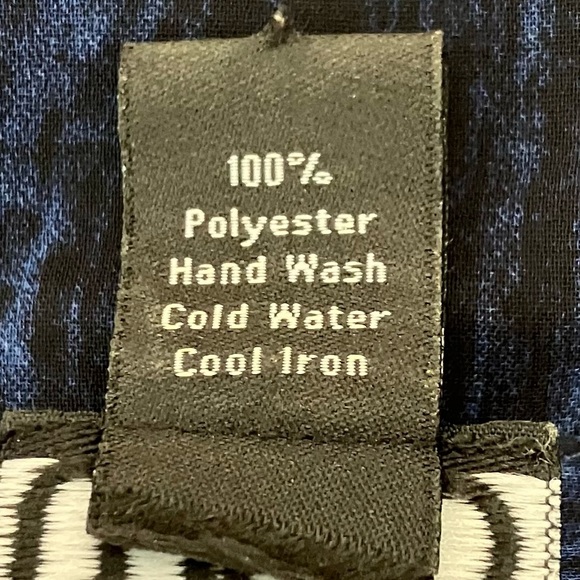 100%
Polyester
Hand Wash
Cold Water
Cool Iron